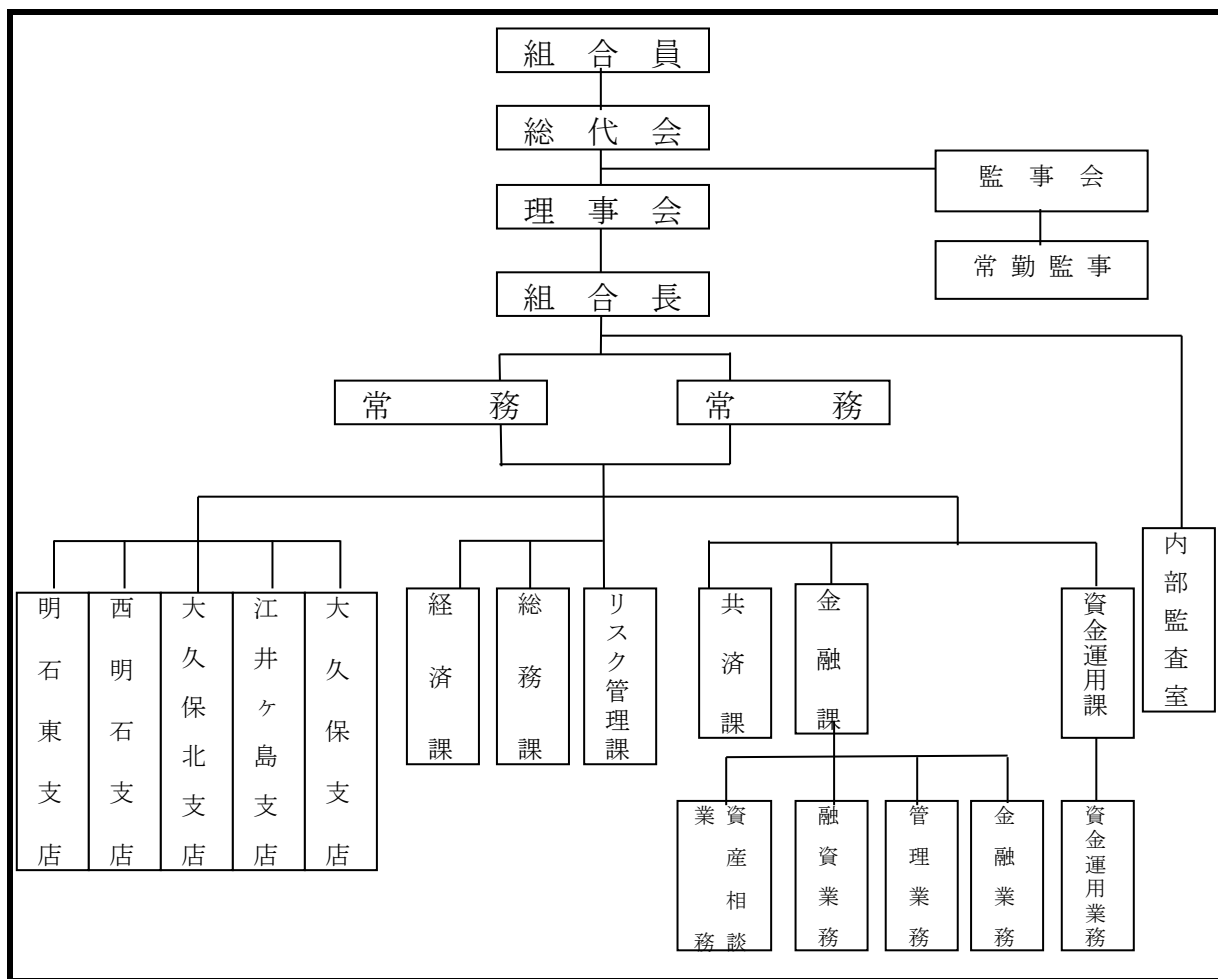 組合員
総代会
監事会
理事会
常勤監事
組合長
常務
常務
明石東支店
西明石支店
大久保北支店
江井ヶ島支店
大久保支店
経済課
総務課
リスク管理課
共済課
金融課
資金運用課
内部監査室
資産相談
業務
融資業務
管理業務
金融業務
資金運用業務